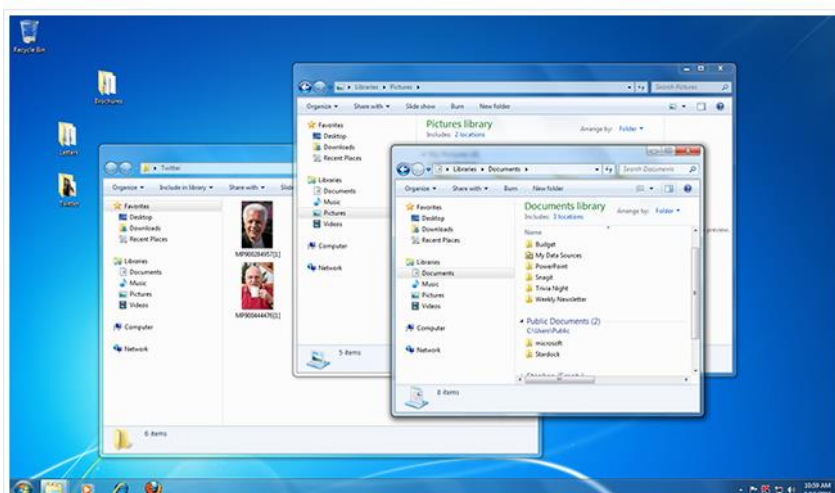 Recycle Bin
Brochures
Letters
Twitter
Libraries ▸ Pictures ▸
Search Pictures
Organize ▾ Share with ▾ Slide show Burn New folder
Favorites
Desktop
Downloads
Recent Places
Libraries
Documents
Music
Pictures
Videos
Computer
Network
Pictures library
Includes: 2 locations
Arrange by: Folder ▾
preview.
5 items
Twitter
Organize ▾ Include in library ▾ Share with ▾
Favorites
Desktop
Downloads
Recent Places
Libraries
Documents
Music
Pictures
Videos
Computer
Network
MP900284957[1]
MP900444476[1]
6 items
Libraries ▸ Documents ▸
Search Documents
Organize ▾ Share with ▾ Burn New folder
Favorites
Desktop
Downloads
Recent Places
Libraries
Documents
Music
Pictures
Videos
Computer
Network
Documents library
Includes: 3 locations
Arrange by: Folder ▾
Name
Budget
My Data Sources
PowerPoint
Snagit
Trivia Night
Weekly Newsletter
Public Documents (2)
C:\Users\Public
microsoft
Stardock
8 items
10:59 AM